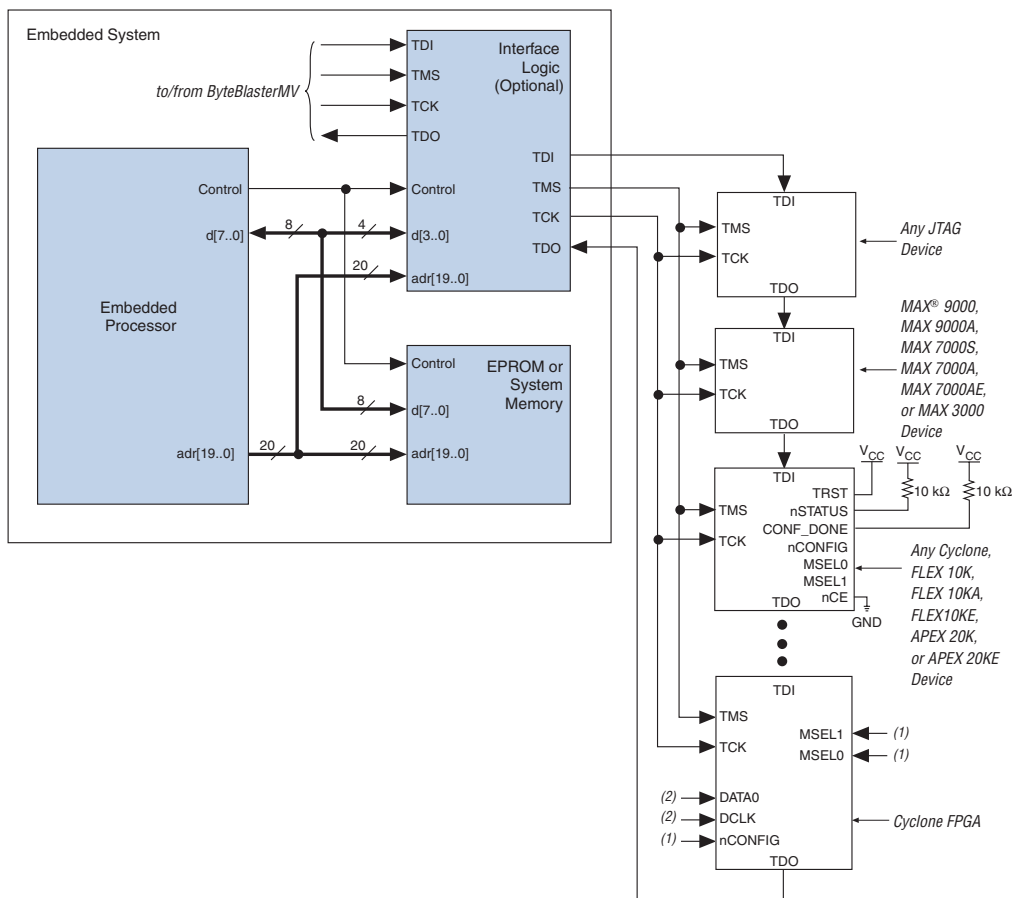 Embedded System
to/from ByteBlasterMV
TDI
TMS
TCK
TDO
Interface
Logic
(Optional)
TDI
TMS
TCK
TDO
Control
d[3..0]
adr[19..0]
Control
d[7..0]
8
4
20
Embedded
Processor
adr[19..0]
20
20
8
Control
d[7..0]
adr[19..0]
EPROM or
System
Memory
TDI
TMS
TCK
TDO
Any JTAG
Device
TDI
TMS
TCK
TDO
MAX® 9000,
MAX 9000A,
MAX 7000S,
MAX 7000A,
MAX 7000AE,
or MAX 3000
Device
VCC
VCC
VCC
10 kΩ
10 kΩ
TDI
TMS
TCK
TRST
nSTATUS
CONF_DONE
nCONFIG
MSEL0
MSEL1
nCE
TDO
GND
Any Cyclone,
FLEX 10K,
FLEX 10KA,
FLEX10KE,
APEX 20K,
or APEX 20KE
Device
TDI
TMS
TCK
MSEL1
(1)
MSEL0
(1)
(2)
DATA0
(2)
DCLK
(1)
nCONFIG
TDO
Cyclone FPGA